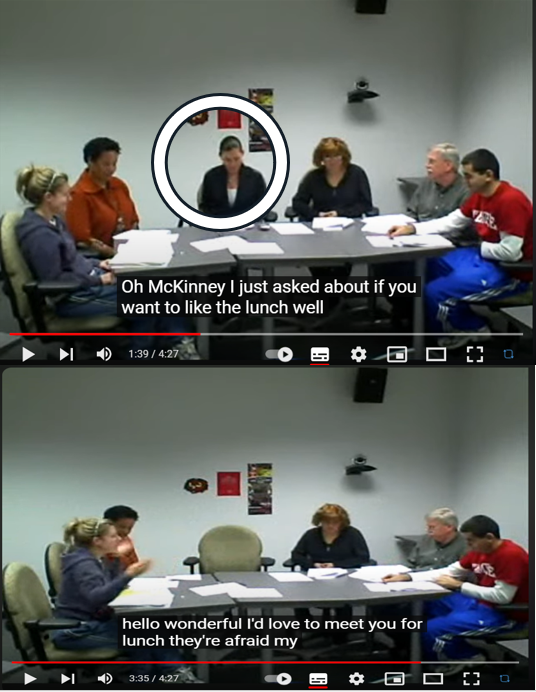 Oh McKinney I just asked about if you
want to like the lunch well
1:39 / 4:27
hello wonderful I'd love to meet you for
lunch they're afraid my
3:35 / 4:27